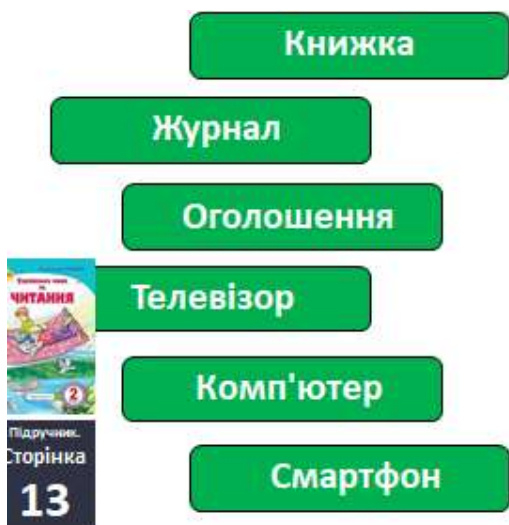 Книжка
Журнал
Оголошення
Телевізор
ЧИТАННЯ
2
Комп'ютер
Підручник.
Сторінка
13
Смартфон